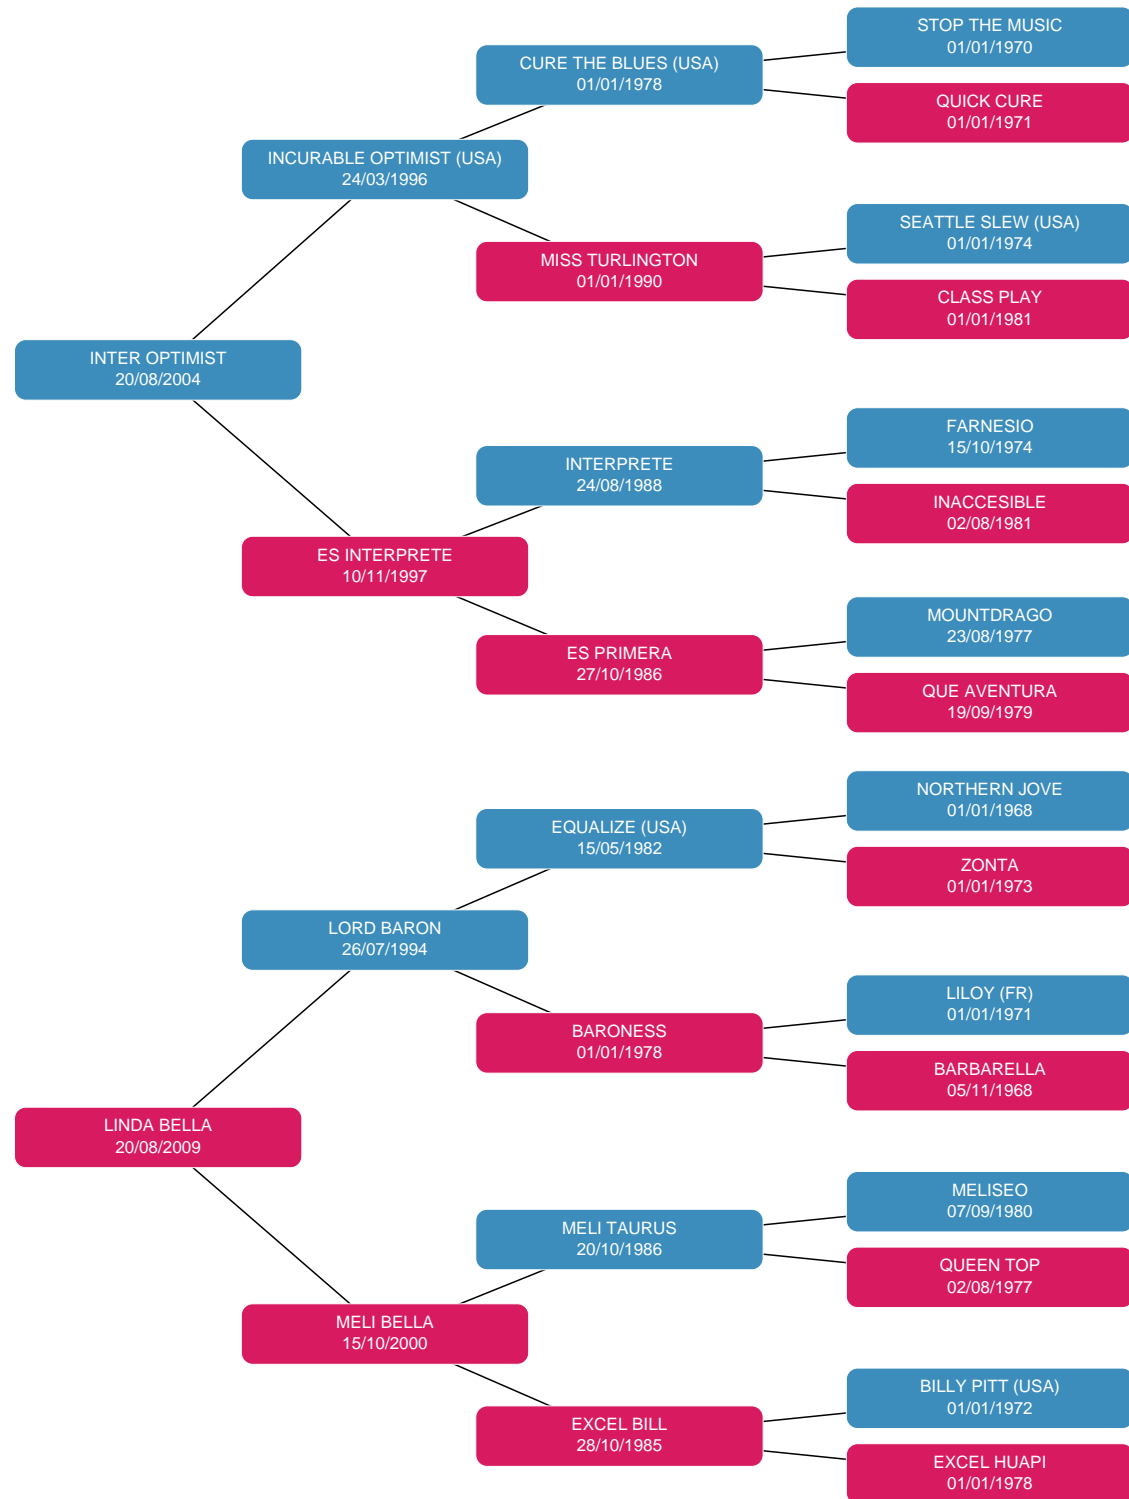 STOP THE MUSIC
01/01/1970
CURE THE BLUES (USA)
01/01/1978
QUICK CURE
01/01/1971
INCURABLE OPTIMIST (USA)
24/03/1996
SEATTLE SLEW (USA)
01/01/1974
MISS TURLINGTON
01/01/1990
CLASS PLAY
01/01/1981
INTER OPTIMIST
20/08/2004
FARNESIO
15/10/1974
INTERPRETE
24/08/1988
INACCESIBLE
02/08/1981
ES INTERPRETE
10/11/1997
MOUNTDRAGO
23/08/1977
ES PRIMERA
27/10/1986
QUE AVENTURA
19/09/1979
NORTHERN JOVE
01/01/1968
EQUALIZE (USA)
15/05/1982
ZONTA
01/01/1973
LORD BARON
26/07/1994
LILOY (FR)
01/01/1971
BARONESS
01/01/1978
BARBARELLA
05/11/1968
LINDA BELLA
20/08/2009
MELISEO
07/09/1980
MELI TAURUS
20/10/1986
QUEEN TOP
02/08/1977
MELI BELLA
15/10/2000
BILLY PITT (USA)
01/01/1972
EXCEL BILL
28/10/1985
EXCEL HUAPI
01/01/1978